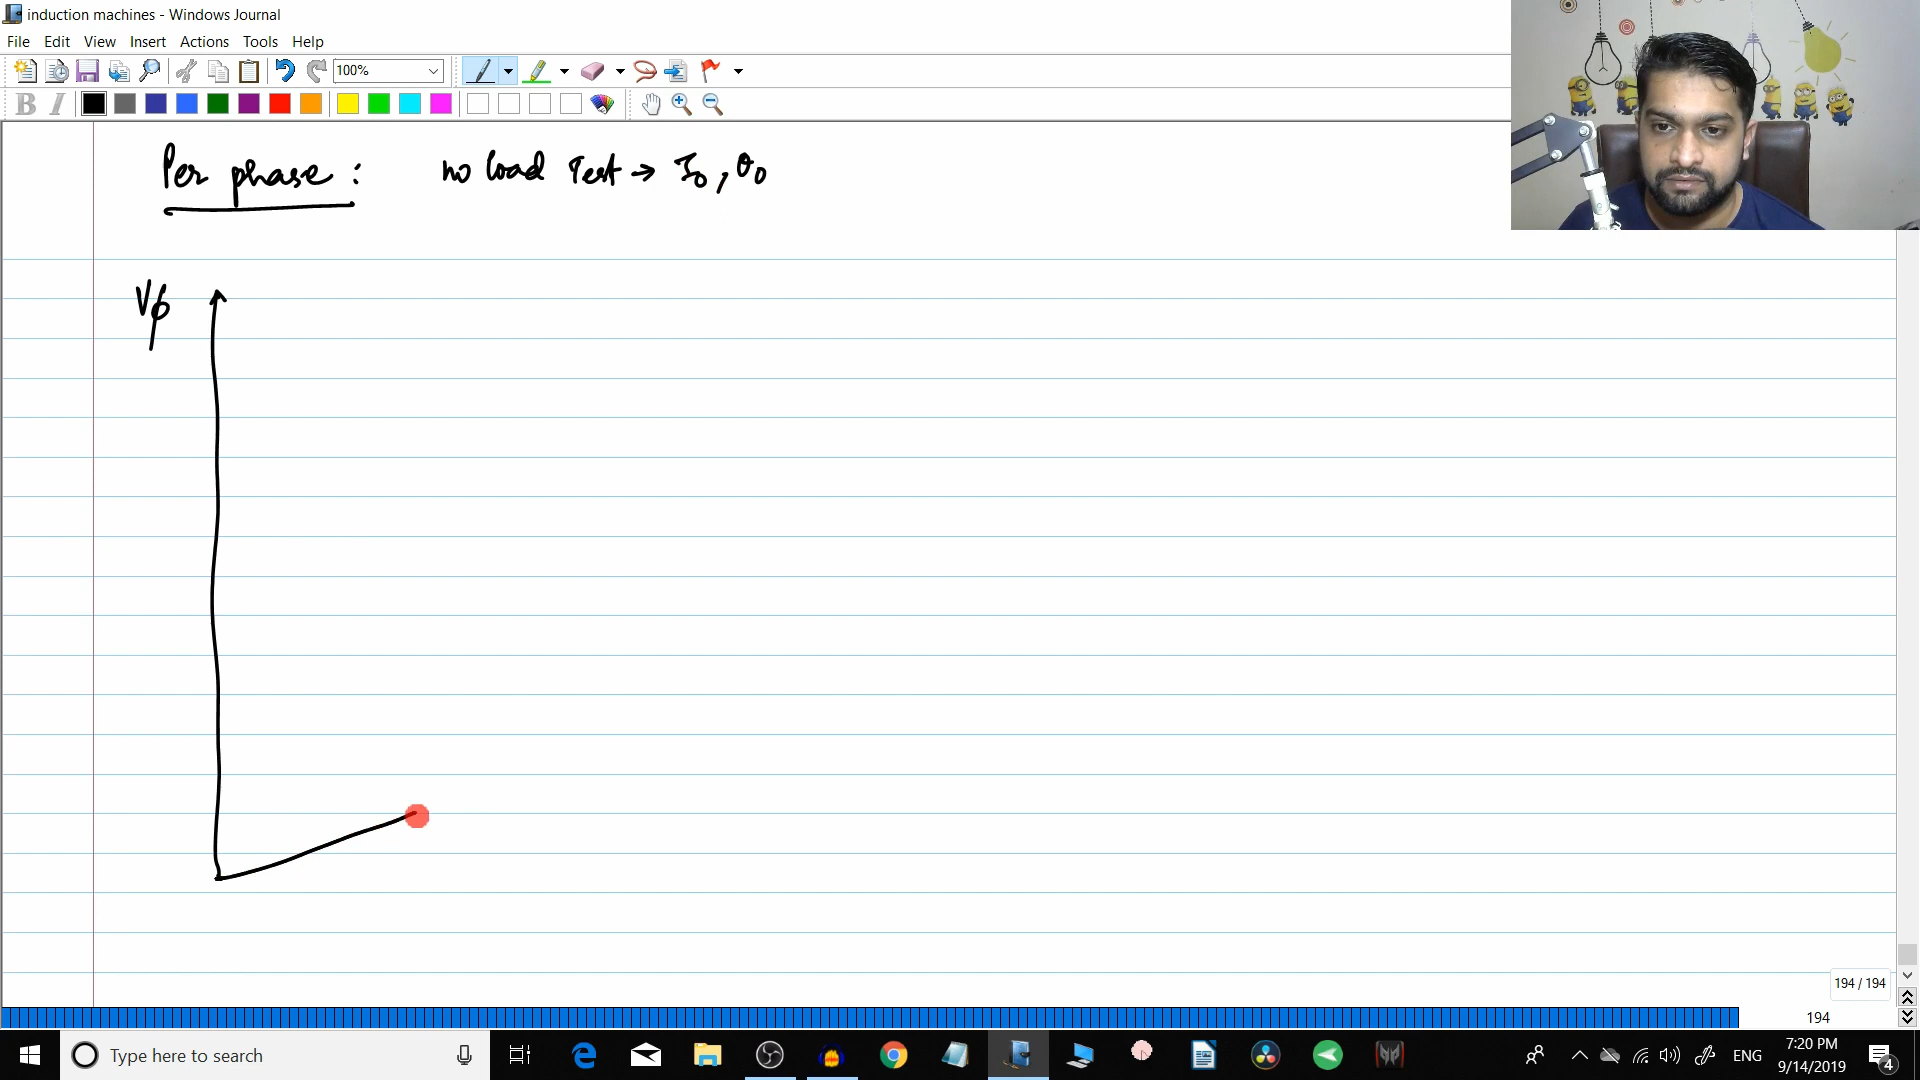 induction machines - Windows Journal
File Edit View Insert Actions Tools Help
100%
B I
Per phase : no load Test → I0 , θ0
Vϕ
194 / 194
194
Type here to search
ENG
7:20 PM
9/14/2019
4